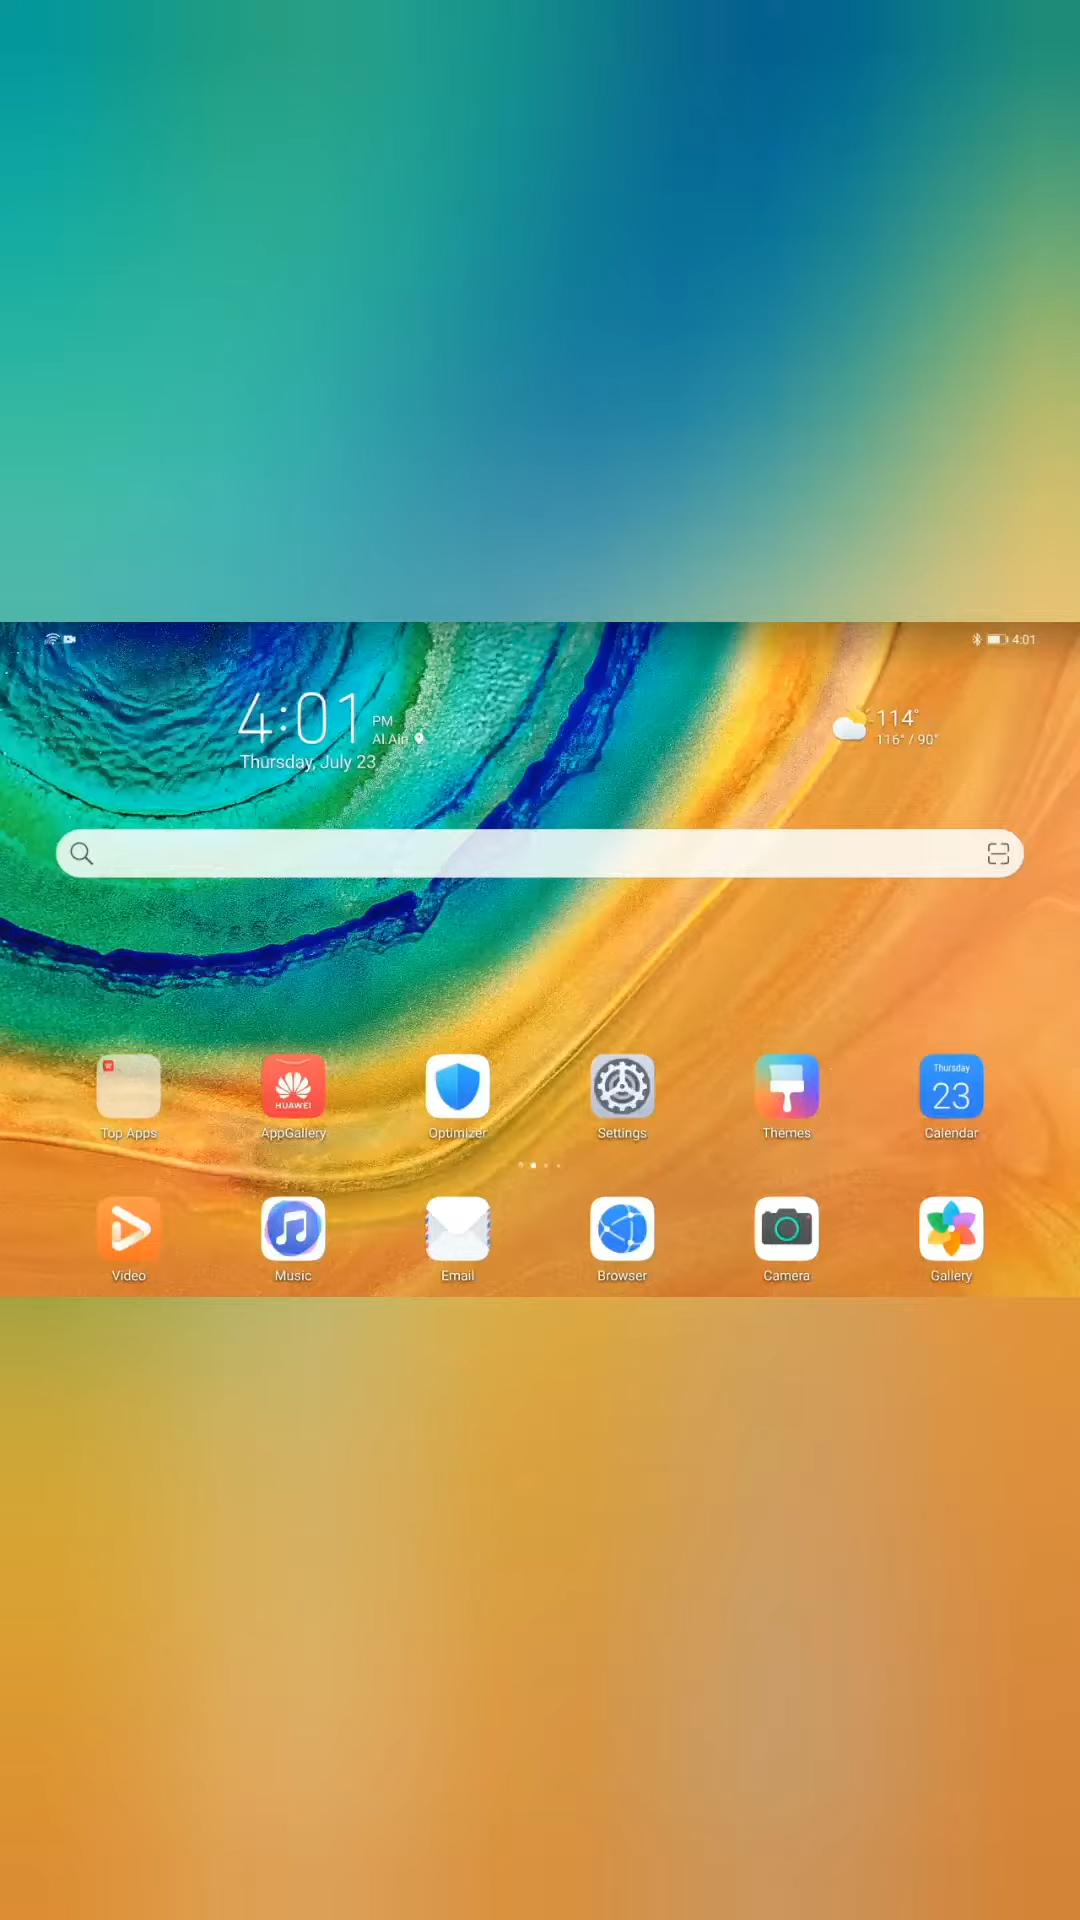 4:01
4:01 PM
Al Ain
Thursday, July 23
114°
116° / 90°
HUAWEI
Thursday
23
Top Apps
AppGallery
Optimizer
Settings
Themes
Calendar
Video
Music
Email
Browser
Camera
Gallery